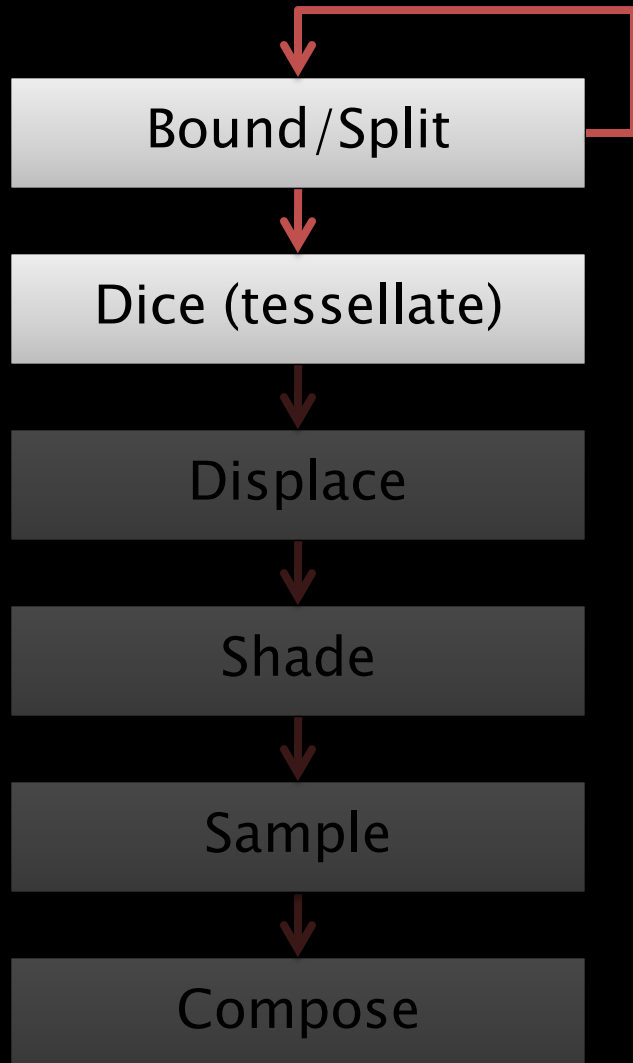 Bound/Split
Dice (tessellate)
Displace
Shade
Sample
Compose